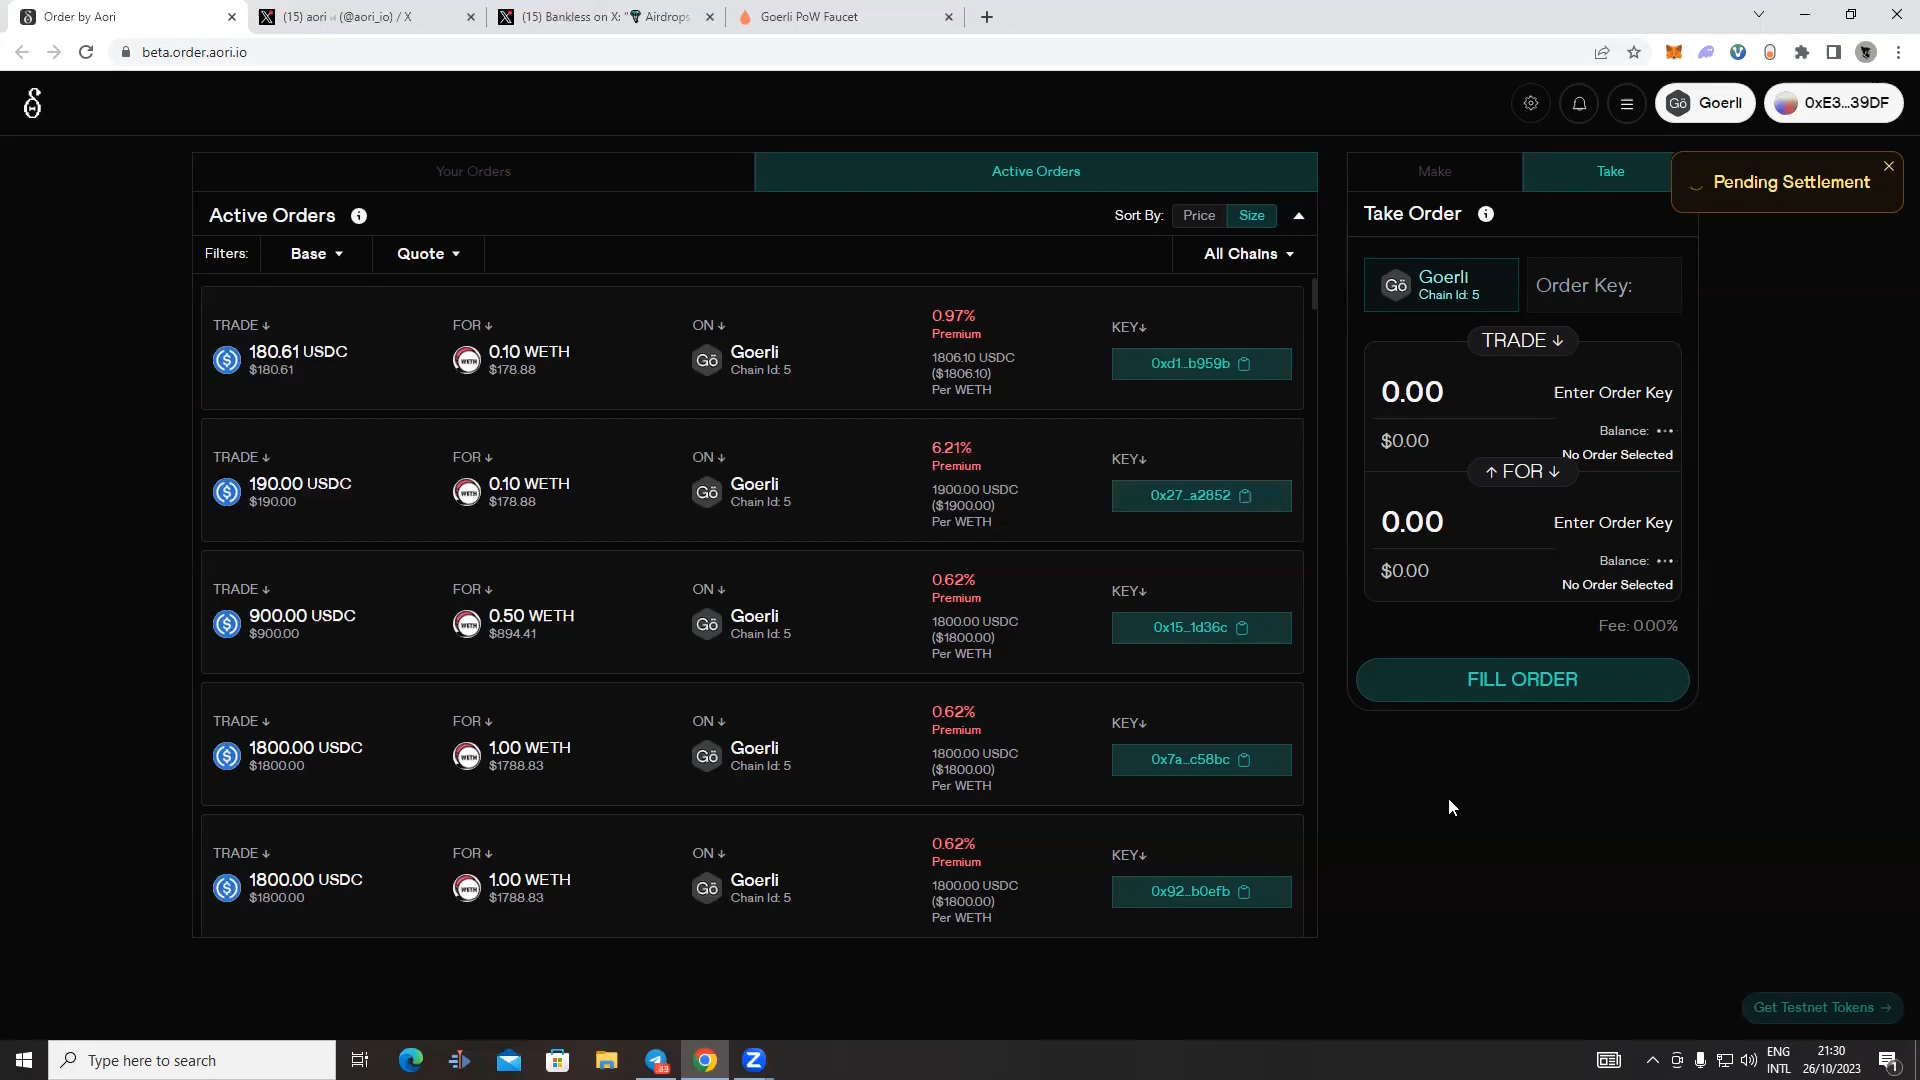 Order by Aori
(15) aori (@aori_io) / X
(15) Bankless on X: "🪂 Airdrops
Goerli PoW Faucet
beta.order.aori.io
Gö Goerli
0xE3...39DF
Your Orders
Active Orders
Make
Take
Pending Settlement
Active Orders
Sort By: Price Size
Take Order
Filters: Base Quote All Chains
Gö Goerli
Chain Id: 5
Order Key:
TRADE ↓
0.00 Enter Order Key
$0.00 Balance: •••
No Order Selected
↑ FOR ↓
0.00 Enter Order Key
$0.00 Balance: •••
No Order Selected
Fee: 0.00%
FILL ORDER
TRADE ↓ FOR ↓ ON ↓ 0.97% Premium KEY↓
180.61 USDC 0.10 WETH Goerli 1806.10 USDC 0xd1...b959b
$180.61 $178.88 Chain Id: 5 ($1806.10)
Per WETH
TRADE ↓ FOR ↓ ON ↓ 6.21% Premium KEY↓
190.00 USDC 0.10 WETH Goerli 1900.00 USDC 0x27...a2852
$190.00 $178.88 Chain Id: 5 ($1900.00)
Per WETH
TRADE ↓ FOR ↓ ON ↓ 0.62% Premium KEY↓
900.00 USDC 0.50 WETH Goerli 1800.00 USDC 0x15...1d36c
$900.00 $894.41 Chain Id: 5 ($1800.00)
Per WETH
TRADE ↓ FOR ↓ ON ↓ 0.62% Premium KEY↓
1800.00 USDC 1.00 WETH Goerli 1800.00 USDC 0x7a...c58bc
$1800.00 $1788.83 Chain Id: 5 ($1800.00)
Per WETH
TRADE ↓ FOR ↓ ON ↓ 0.62% Premium KEY↓
1800.00 USDC 1.00 WETH Goerli 1800.00 USDC 0x92...b0efb
$1800.00 $1788.83 Chain Id: 5 ($1800.00)
Per WETH
Get Testnet Tokens →
Type here to search
ENG
INTL
21:30
26/10/2023